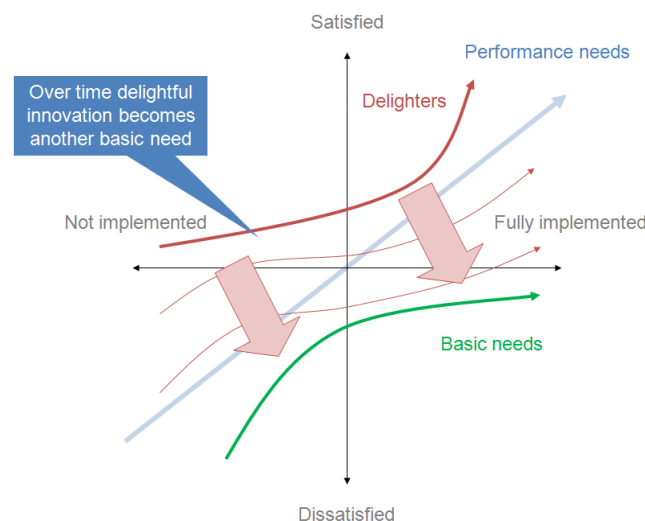 Satisfied
Performance needs
Over time delightful
innovation becomes
another basic need
Delighters
Not implemented
Fully implemented
Basic needs
Dissatisfied